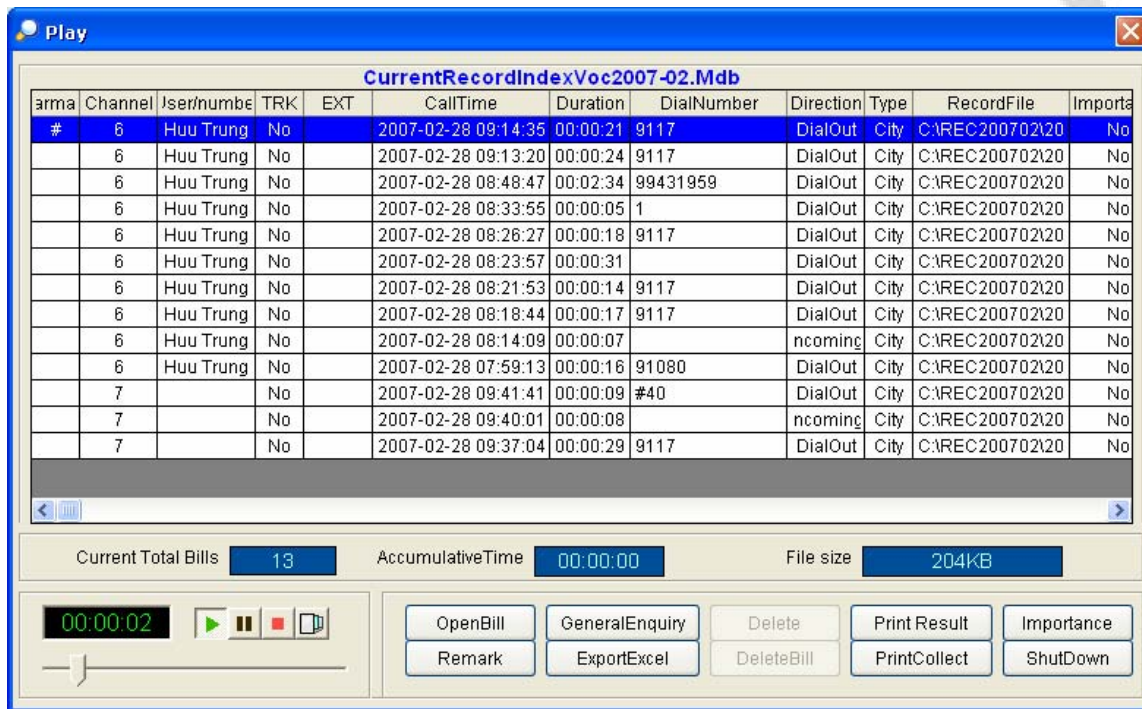 Play
CurrentRecordIndexVoc2007-02.Mdb
arma Channel Jser/numbe TRK EXT CallTime Duration DialNumber Direction Type RecordFile Importa
# 6 Huu Trung No 2007-02-28 09:14:35 00:00:21 9117 DialOut City C:\REC200702\20 No
6 Huu Trung No 2007-02-28 09:13:20 00:00:24 9117 DialOut City C:\REC200702\20 No
6 Huu Trung No 2007-02-28 08:48:47 00:02:34 99431959 DialOut City C:\REC200702\20 No
6 Huu Trung No 2007-02-28 08:33:55 00:00:05 1 DialOut City C:\REC200702\20 No
6 Huu Trung No 2007-02-28 08:26:27 00:00:18 9117 DialOut City C:\REC200702\20 No
6 Huu Trung No 2007-02-28 08:23:57 00:00:31 DialOut City C:\REC200702\20 No
6 Huu Trung No 2007-02-28 08:21:53 00:00:14 9117 DialOut City C:\REC200702\20 No
6 Huu Trung No 2007-02-28 08:18:44 00:00:17 9117 DialOut City C:\REC200702\20 No
6 Huu Trung No 2007-02-28 08:14:09 00:00:07 ncoming City C:\REC200702\20 No
6 Huu Trung No 2007-02-28 07:59:13 00:00:16 91080 DialOut City C:\REC200702\20 No
7 No 2007-02-28 09:41:41 00:00:09 #40 DialOut City C:\REC200702\20 No
7 No 2007-02-28 09:40:01 00:00:08 ncoming City C:\REC200702\20 No
7 No 2007-02-28 09:37:04 00:00:29 9117 DialOut City C:\REC200702\20 No
Current Total Bills 13 AccumulativeTime 00:00:00 File size 204KB
00:00:02
OpenBill GeneralEnquiry Delete Print Result Importance
Remark ExportExcel DeleteBill PrintCollect ShutDown